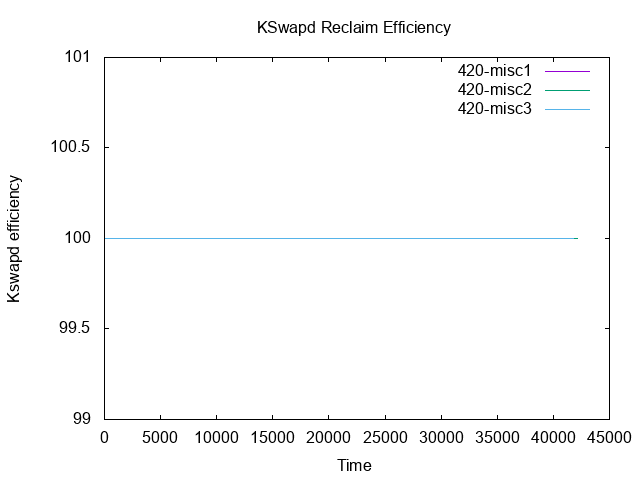 KSwapd Reclaim Efficiency
101
100.5
100
99.5
99
Kswapd efficiency
420-misc1
420-misc2
420-misc3
0 5000 10000 15000 20000 25000 30000 35000 40000 45000
Time